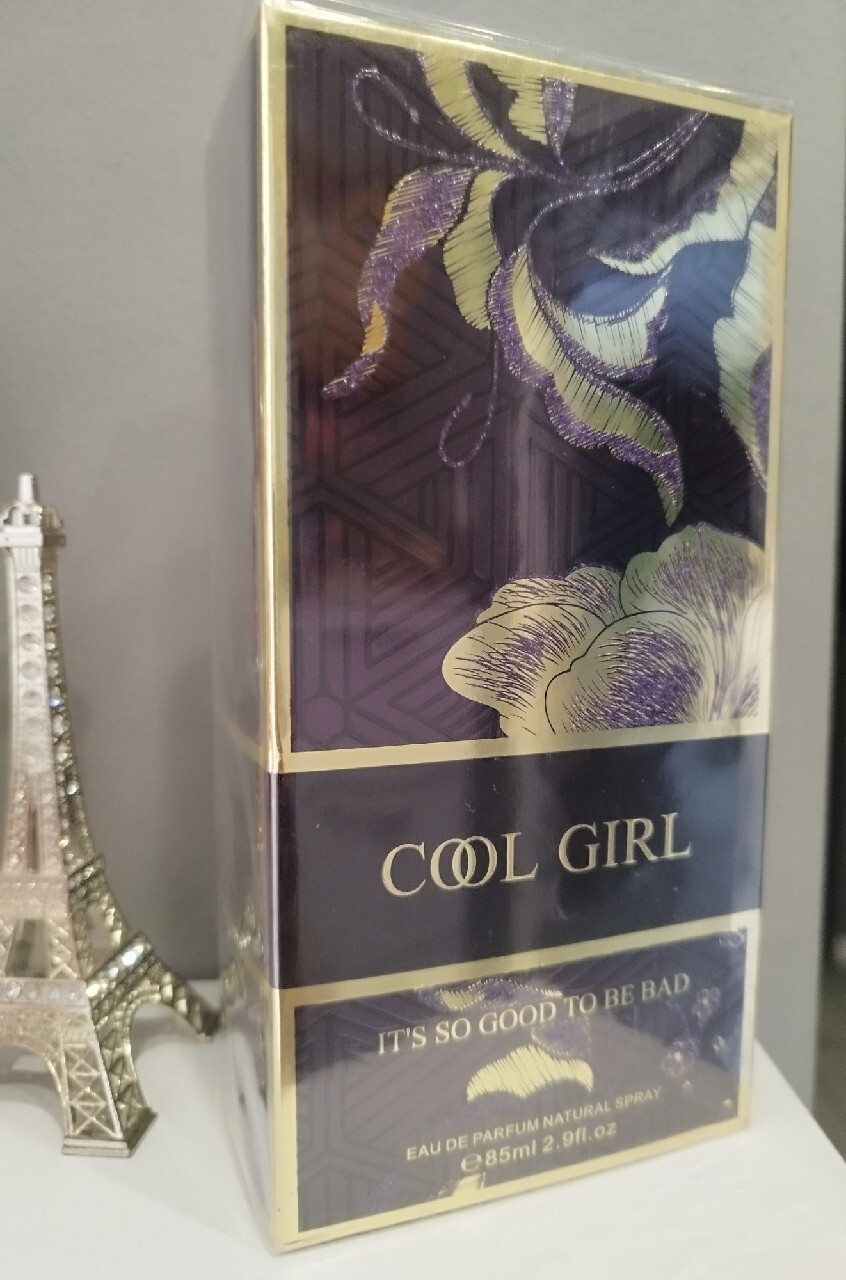 COOL GIRL
IT'S SO GOOD TO BE BAD
EAU DE PARFUM NATURAL SPRAY
℮85ml 2.9fl.oz